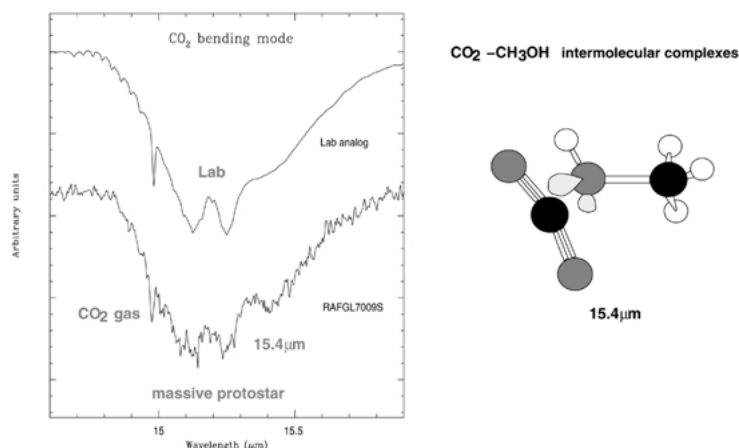 CO₂ bending mode
Lab analog
Lab
Arbitrary units
CO₂ gas
RAFGL7009S
15.4μm
massive protostar
15 15.5
Wavelength (μm)
CO₂ –CH₃OH intermolecular complexes
15.4μm